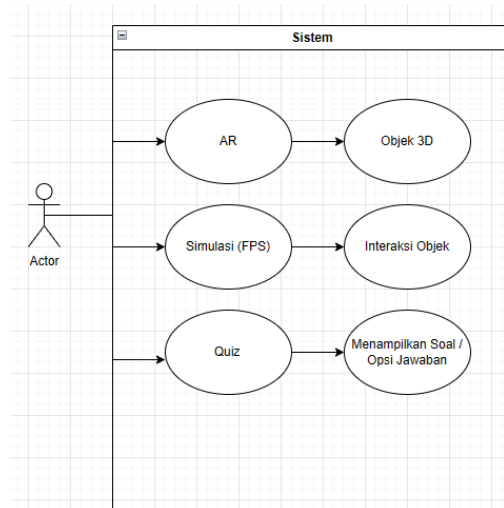 Sistem
AR
Objek 3D
Actor
Simulasi (FPS)
Interaksi Objek
Quiz
Menampilkan Soal /
Opsi Jawaban